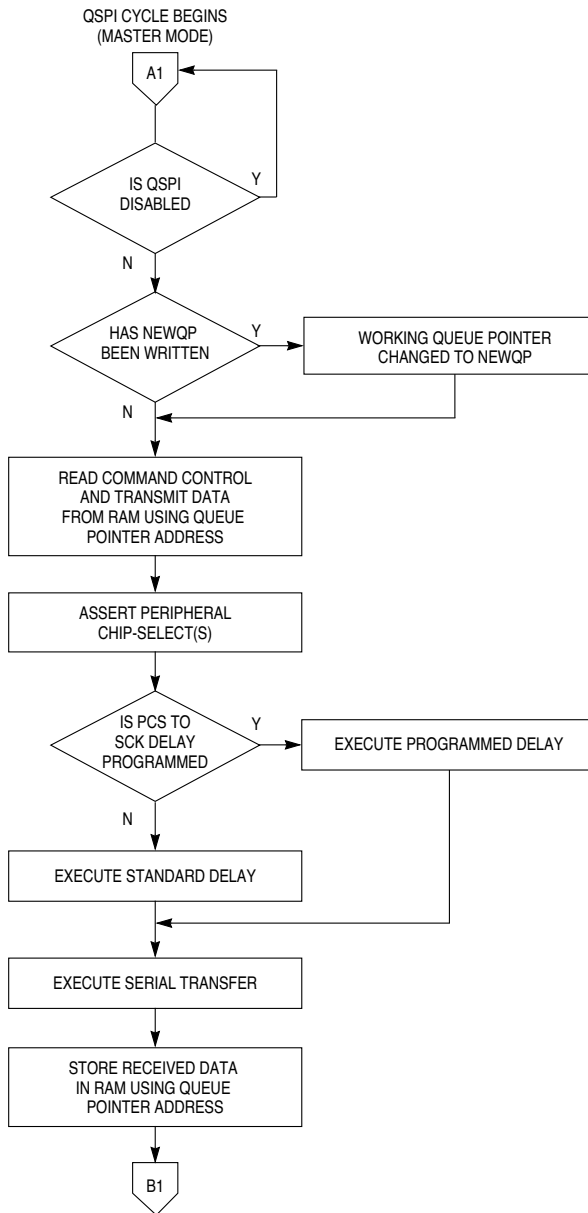 QSPI CYCLE BEGINS
(MASTER MODE)
A1
IS QSPI
DISABLED
Y
N
HAS NEWQP
BEEN WRITTEN
Y
WORKING QUEUE POINTER
CHANGED TO NEWQP
N
READ COMMAND CONTROL
AND TRANSMIT DATA
FROM RAM USING QUEUE
POINTER ADDRESS
ASSERT PERIPHERAL
CHIP-SELECT(S)
IS PCS TO
SCK DELAY
PROGRAMMED
Y
EXECUTE PROGRAMMED DELAY
N
EXECUTE STANDARD DELAY
EXECUTE SERIAL TRANSFER
STORE RECEIVED DATA
IN RAM USING QUEUE
POINTER ADDRESS
B1